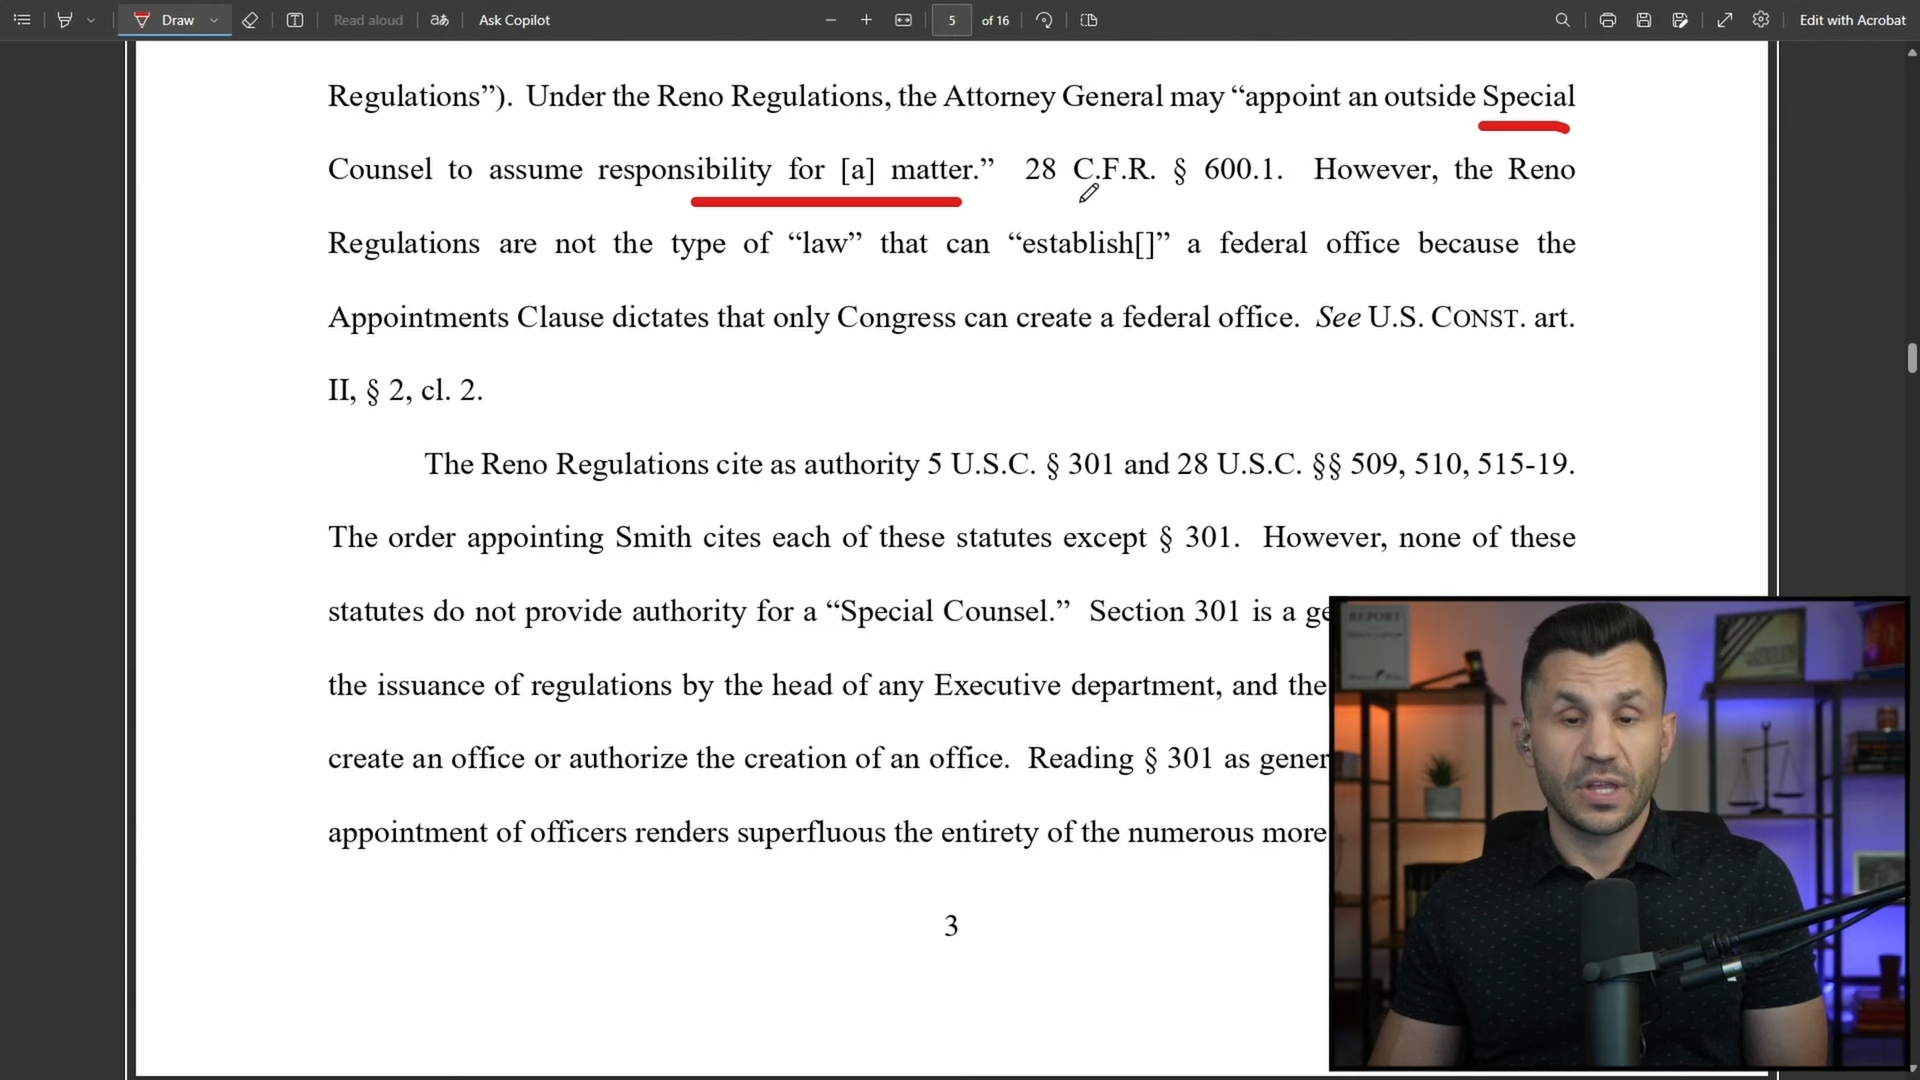 Draw
Read aloud
aあ
Ask Copilot
5
of 16
Edit with Acrobat
Regulations”). Under the Reno Regulations, the Attorney General may “appoint an outside Special
Counsel to assume responsibility for [a] matter.” 28 C.F.R. § 600.1. However, the Reno
Regulations are not the type of “law” that can “establish[]” a federal office because the
Appointments Clause dictates that only Congress can create a federal office. See U.S. CONST. art.
II, § 2, cl. 2.
The Reno Regulations cite as authority 5 U.S.C. § 301 and 28 U.S.C. §§ 509, 510, 515-19.
The order appointing Smith cites each of these statutes except § 301. However, none of these
statutes do not provide authority for a “Special Counsel.” Section 301 is a ge
the issuance of regulations by the head of any Executive department, and the
create an office or authorize the creation of an office. Reading § 301 as gener
appointment of officers renders superfluous the entirety of the numerous more
3
REPORT